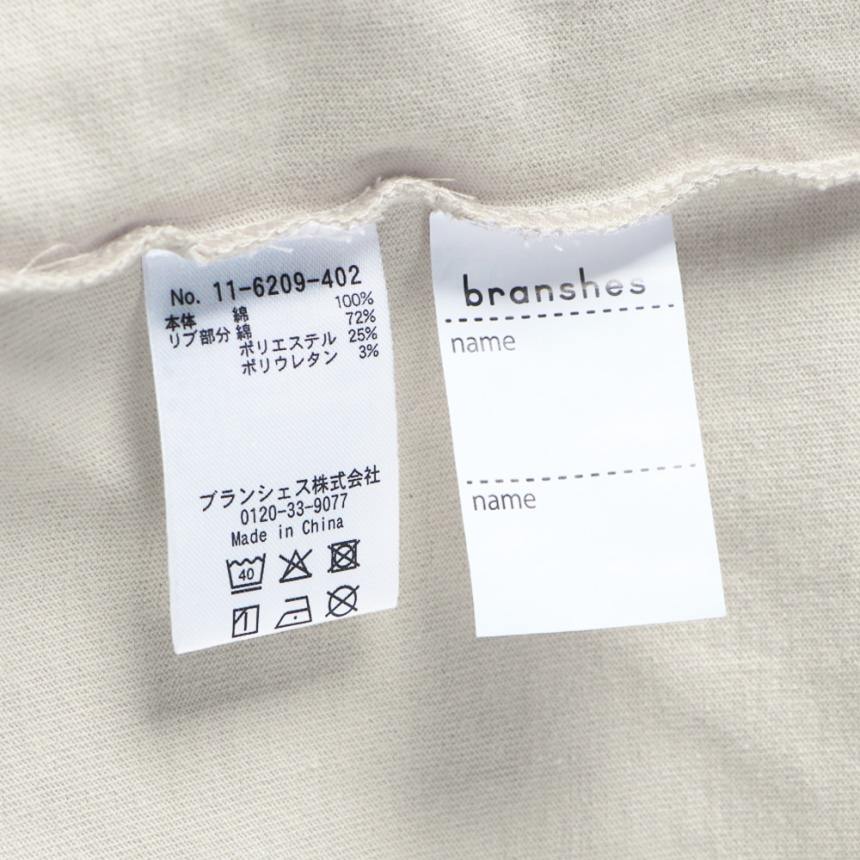 No. 11-6209-402
本体 綿 100%
リブ部分 綿 72%
ポリエステル 25%
ポリウレタン 3%
ブランシェス株式会社
0120-33-9077
Made in China
40
branshes
name
name